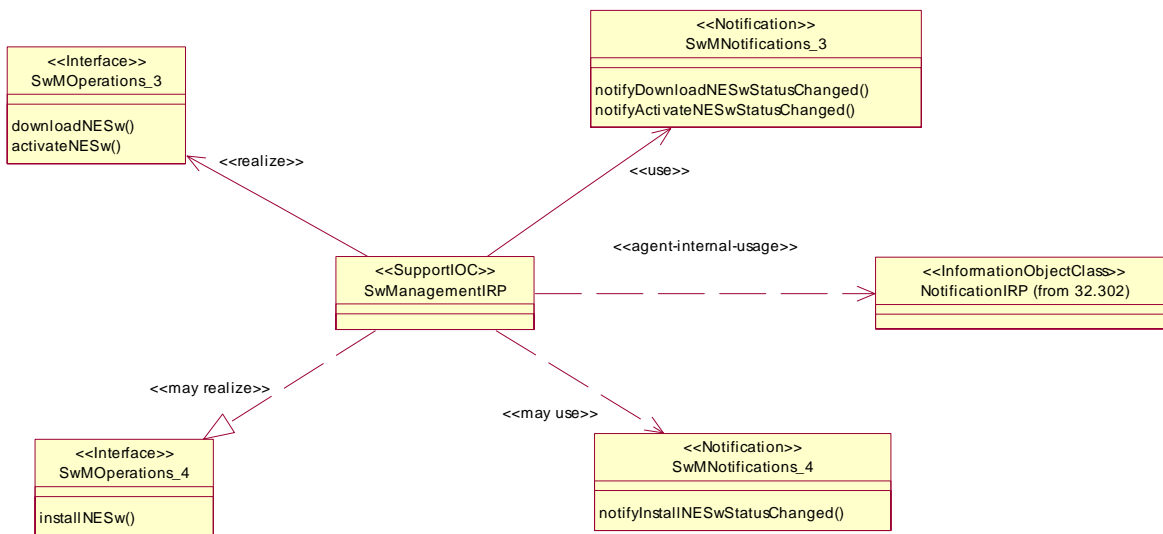 <<Notification>>
SwMNotifications_3
notifyDownloadNESwStatusChanged()
notifyActivateNESwStatusChanged()
<<Interface>>
SwMOperations_3
downloadNESw()
activateNESw()
<<realize>>
<<use>>
<<agent-internal-usage>>
<<SupportIOC>>
SwManagementIRP
<<InformationObjectClass>>
NotificationIRP (from 32.302)
<<may realize>>
<<may use>>
<<Interface>>
SwMOperations_4
installNESw()
<<Notification>>
SwMNotifications_4
notifyInstallNESwStatusChanged()